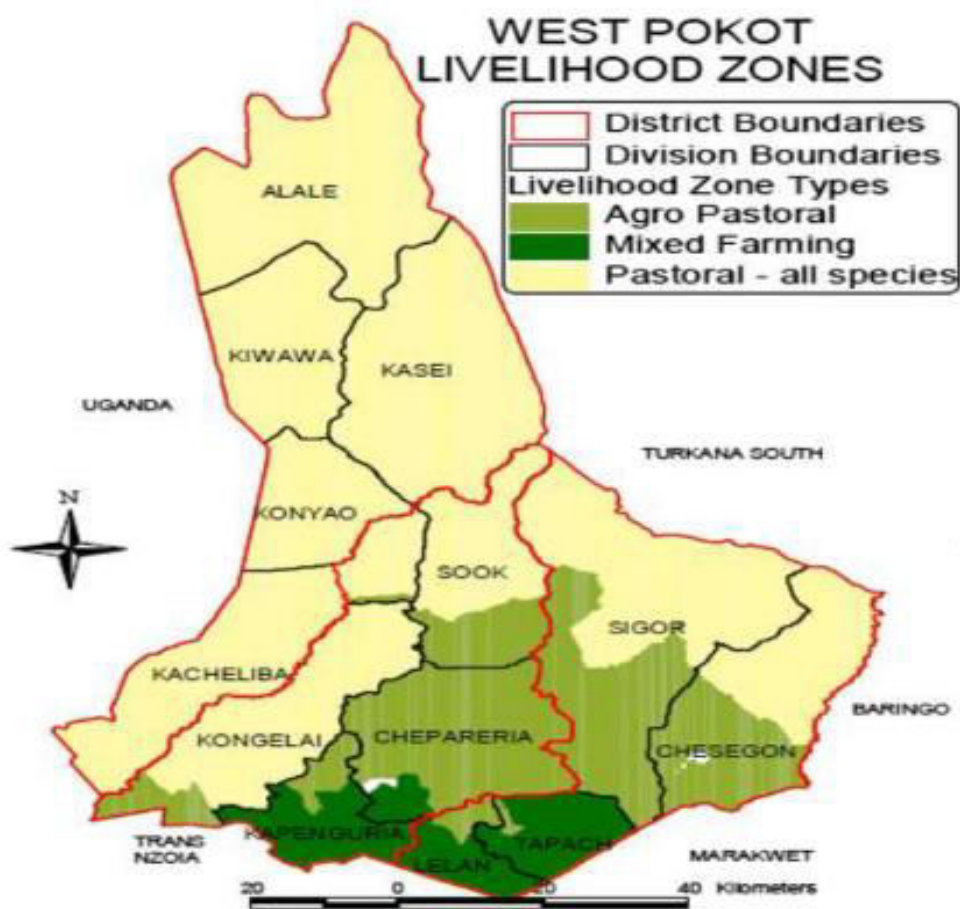 WEST POKOT
LIVELIHOOD ZONES
District Boundaries
Division Boundaries
Livelihood Zone Types
Agro Pastoral
Mixed Farming
Pastoral - all species
ALALE
KIWAWA
KASEI
UGANDA
TURKANA SOUTH
N
KONYAO
SOOK
SIGOR
KACHELIBA
BARINGO
KONGELAI
CHEPARERIA
CHESEGON
TRANS
NZOIA
KAPENGURIA
TAPACH
LELAN
MARAKWET
20 0 20 40 Kilometers